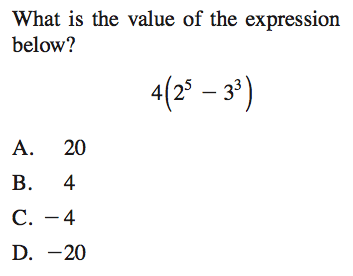 What is the value of the expression
below?
4(2⁵ − 3³)
A. 20
B. 4
C. −4
D. −20